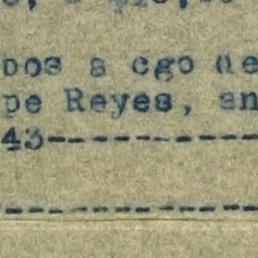 pos a cgo de
pe Reyes, an
43----------
------------